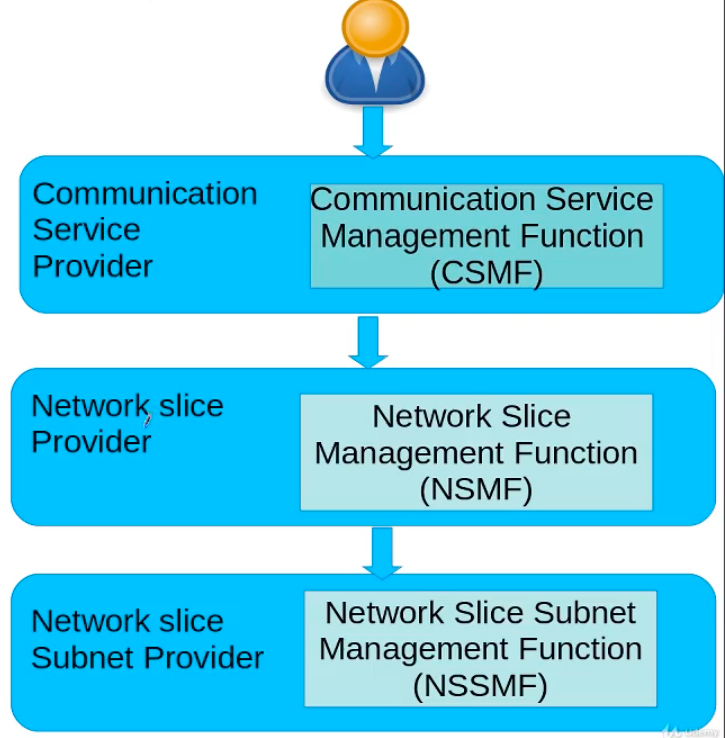 Communication
Service
Provider
Communication Service
Management Function
(CSMF)
Network slice
Provider
Network Slice
Management Function
(NSMF)
Network slice
Subnet Provider
Network Slice Subnet
Management Function
(NSSMF)
Udemy